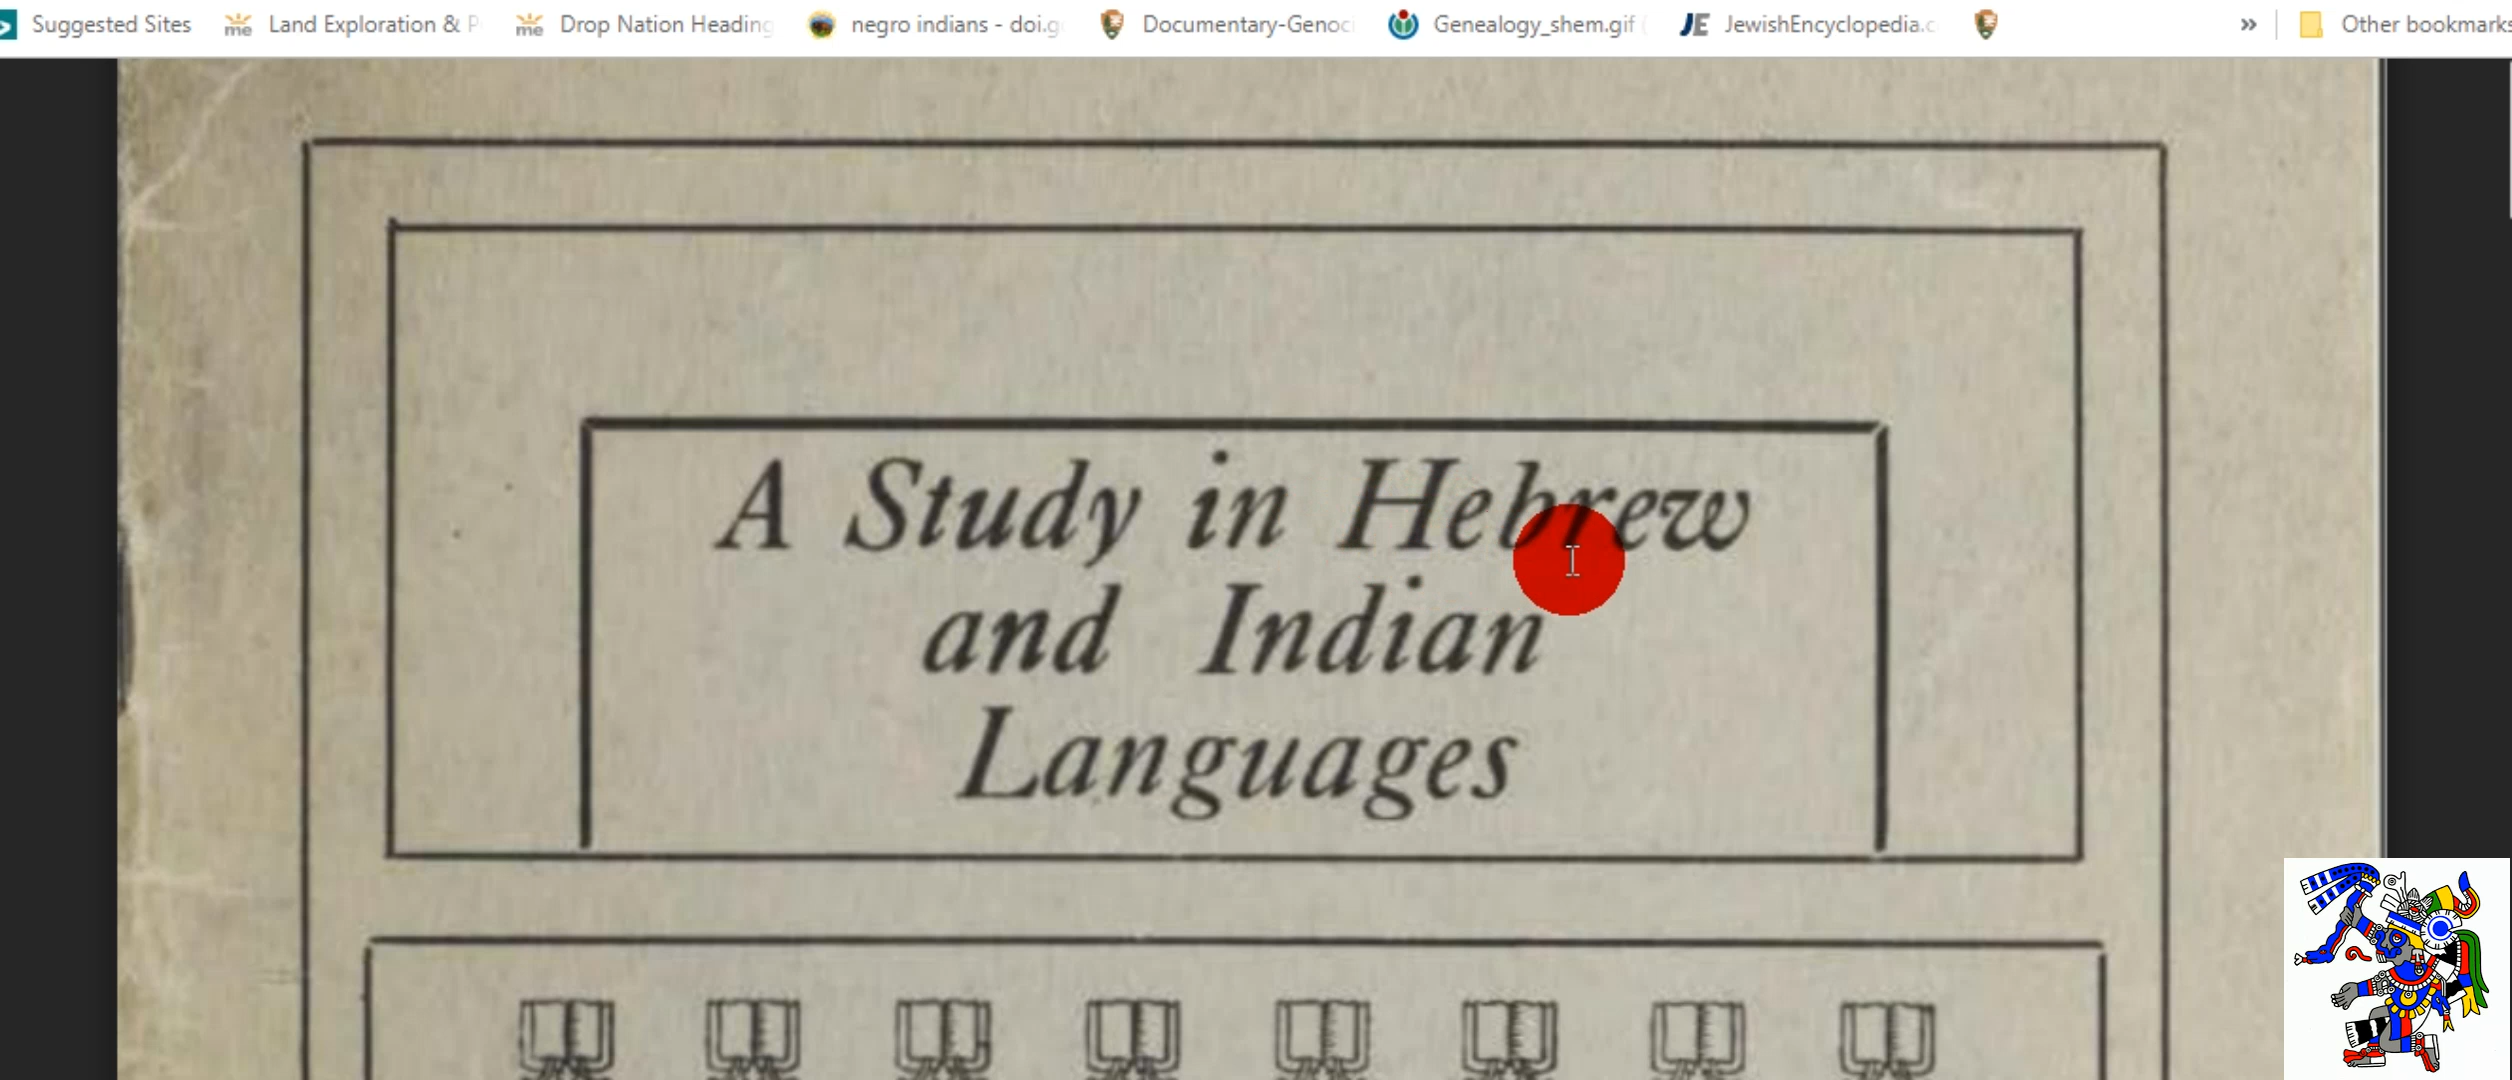 Suggested Sites Land Exploration & P Drop Nation Heading negro indians - doi.g Documentary-Genoc Genealogy_shem.gif JewishEncyclopedia.c » Other bookmarks
A Study in Hebrew
and Indian
Languages